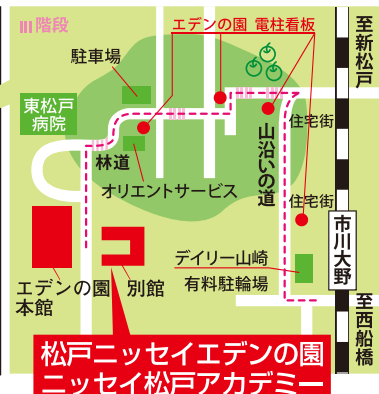 階段
エデンの園 電柱看板
至新松戸
駐車場
東松戸
病院
住宅街
林道
山沿いの道
オリエントサービス
住宅街
市川大野
デイリー山崎
有料駐輪場
エデンの園
本館
別館
至西船橋
松戸ニッセイエデンの園
ニッセイ松戸アカデミー